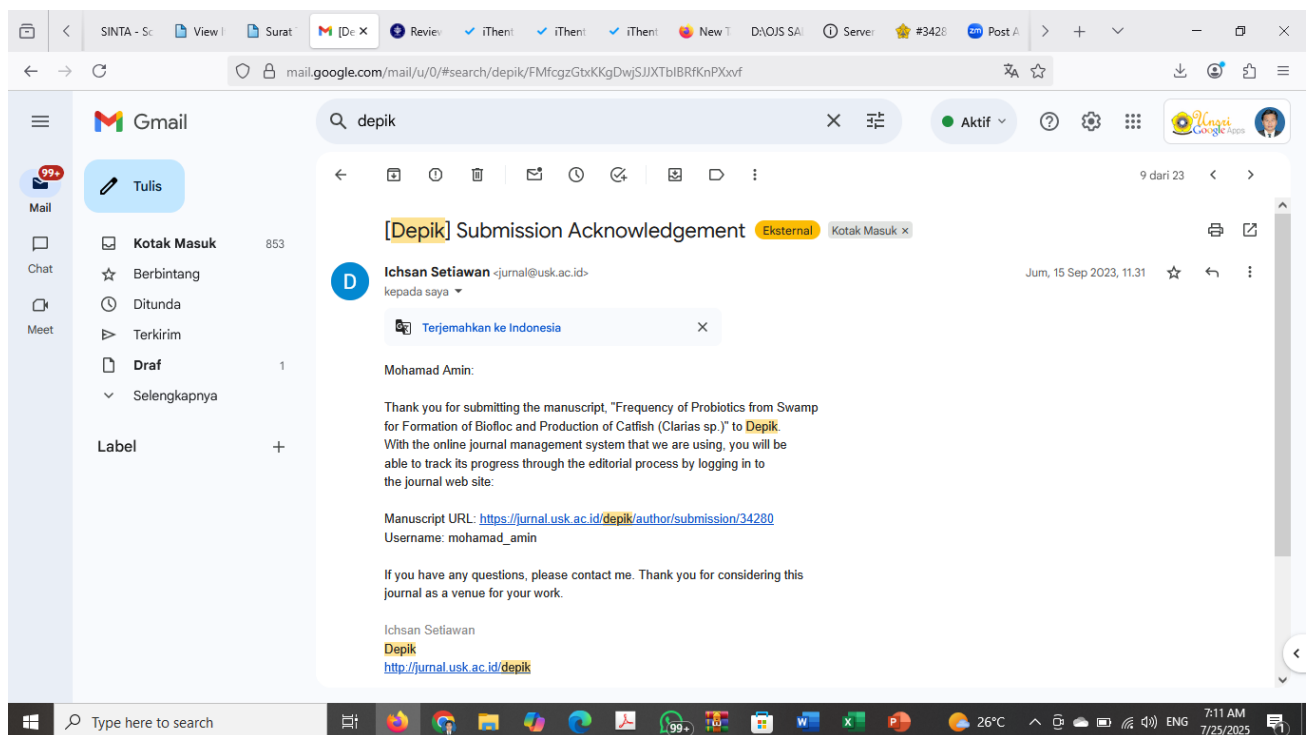 SINTA - Sc View I Surat [De Review iThent iThent iThent New T D:\OJS SA Server #3428 Post A
mail.google.com/mail/u/0/#search/depik/FMfcgzGtxKKgDwjSJJXTbIBRfKnPXxvf
Gmail depik Aktif Unsri Google Apps
99+
Mail
Chat
Meet
Tulis
Kotak Masuk 853
Berbintang
Ditunda
Terkirim
Draf 1
Selengkapnya
Label
9 dari 23
[Depik] Submission Acknowledgement Eksternal Kotak Masuk ×
D
Ichsan Setiawan <jurnal@usk.ac.id> Jum, 15 Sep 2023, 11.31
kepada saya
Terjemahkan ke Indonesia
Mohamad Amin:
Thank you for submitting the manuscript, "Frequency of Probiotics from Swamp
for Formation of Biofloc and Production of Catfish (Clarias sp.)" to Depik.
With the online journal management system that we are using, you will be
able to track its progress through the editorial process by logging in to
the journal web site:
Manuscript URL: https://jurnal.usk.ac.id/depik/author/submission/34280
Username: mohamad_amin
If you have any questions, please contact me. Thank you for considering this
journal as a venue for your work.
Ichsan Setiawan
Depik
http://jurnal.usk.ac.id/depik
Type here to search 99+ 26°C ENG 7:11 AM
7/25/2025